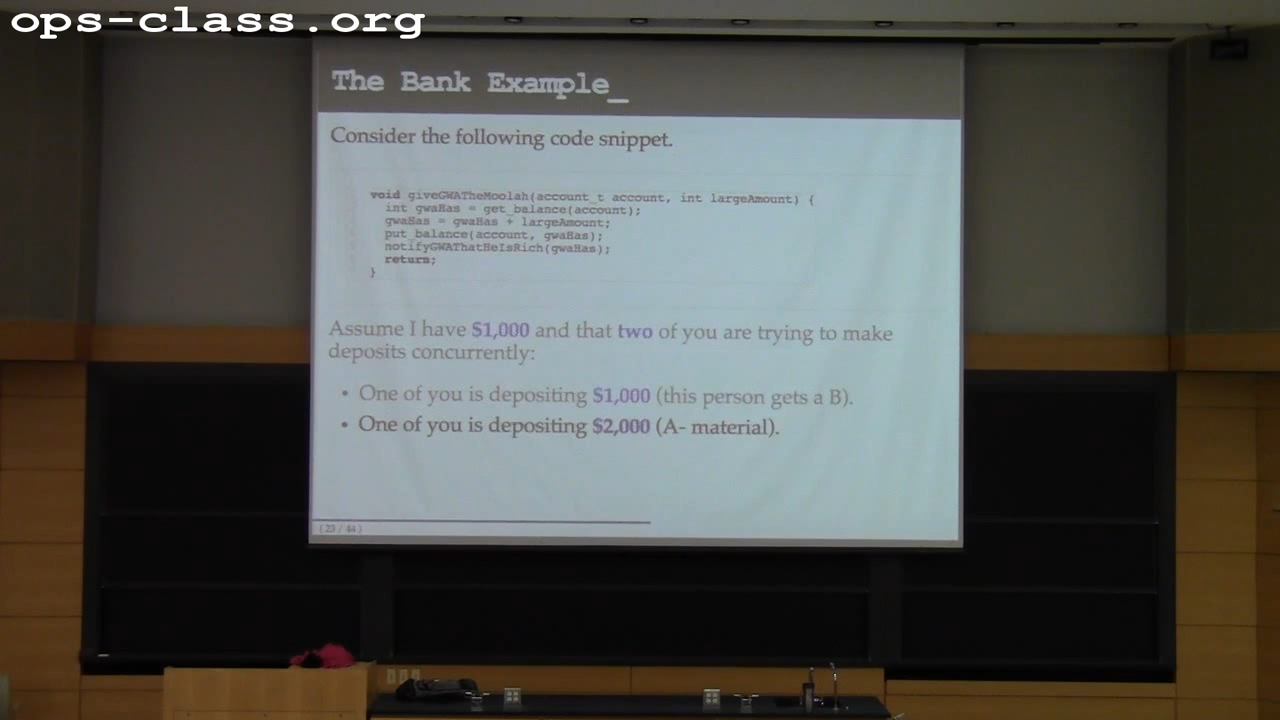 ops-class.org
The Bank Example_
Consider the following code snippet.
void giveGWATheMoolah(account_t account, int largeAmount) {
int gwaHas = get_balance(account);
gwaHas = gwaHas + largeAmount;
put_balance(account, gwaHas);
notifyGWAThatHeIsRich(gwaHas);
return;
}
Assume I have $1,000 and that two of you are trying to make
deposits concurrently:
• One of you is depositing $1,000 (this person gets a B).
• One of you is depositing $2,000 (A- material).
(23 / 44)